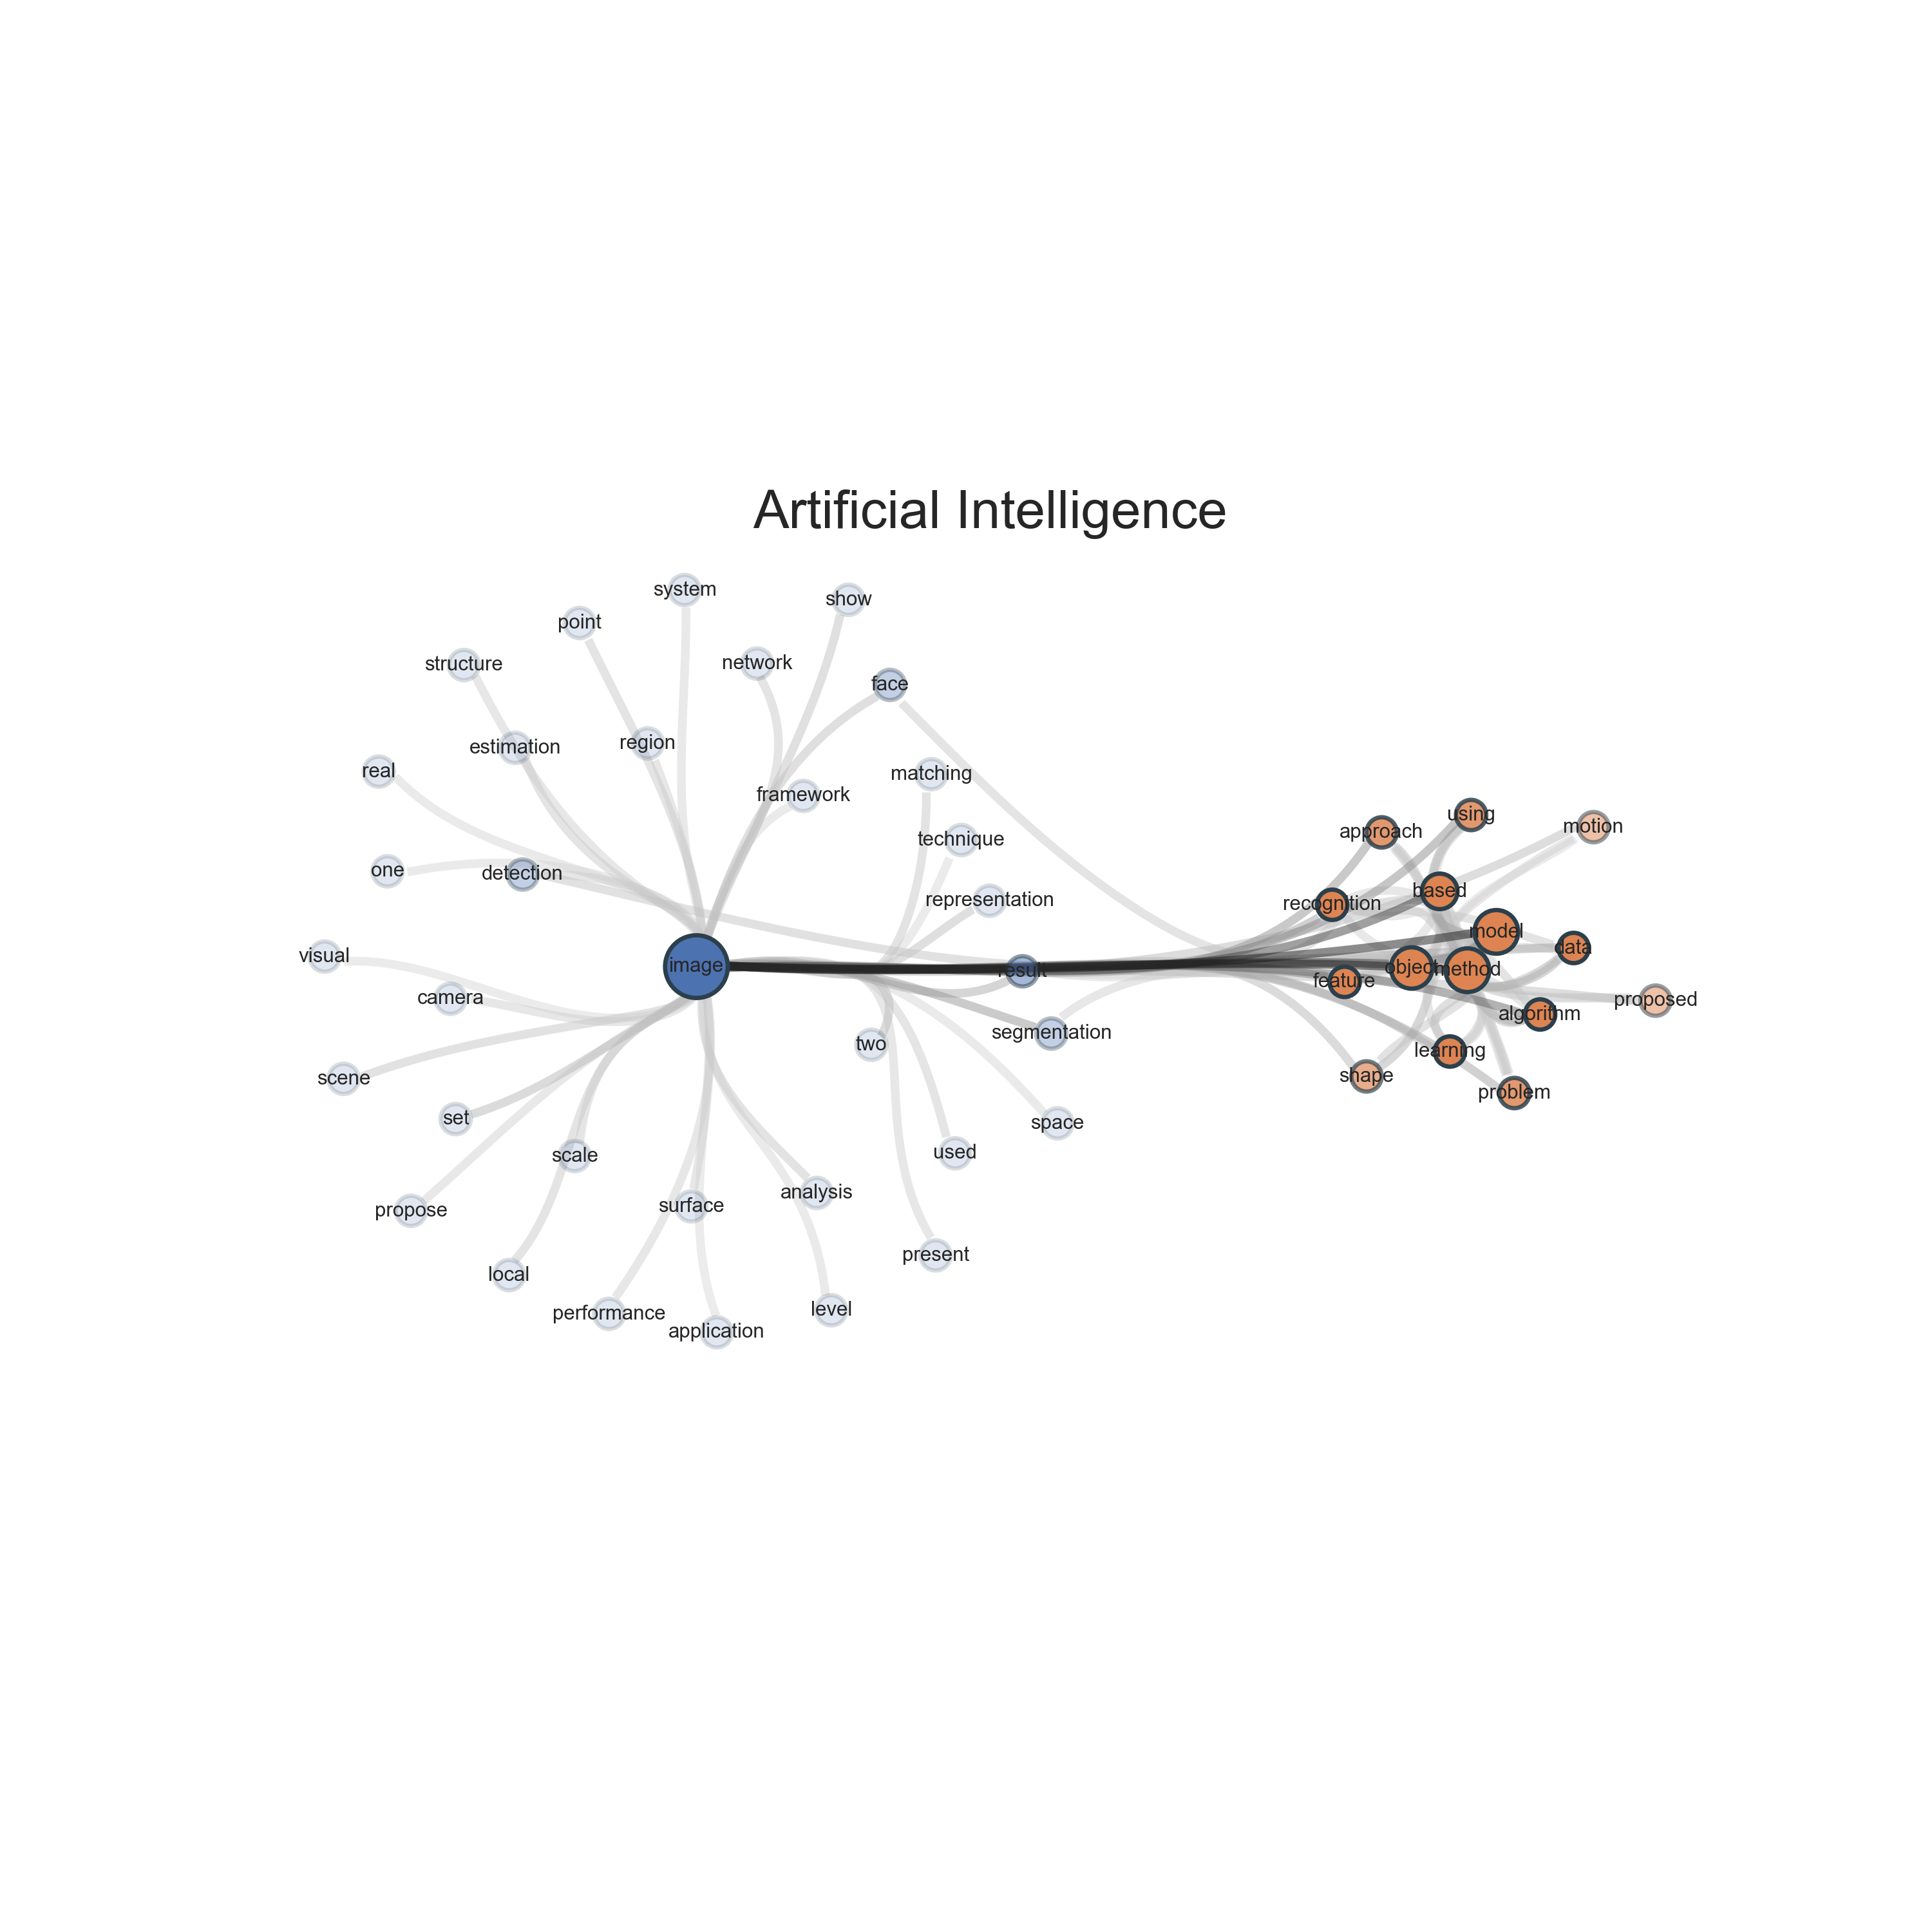 Artificial Intelligence
system
show
point
structure
network
face
estimation
region
real
matching
framework
technique
one
detection
representation
visual
image
result
camera
segmentation
two
scene
set
space
used
scale
analysis
propose
surface
present
local
performance
application
level
using
approach
motion
based
recognition
model
data
object
method
feature
proposed
algorithm
learning
shape
problem